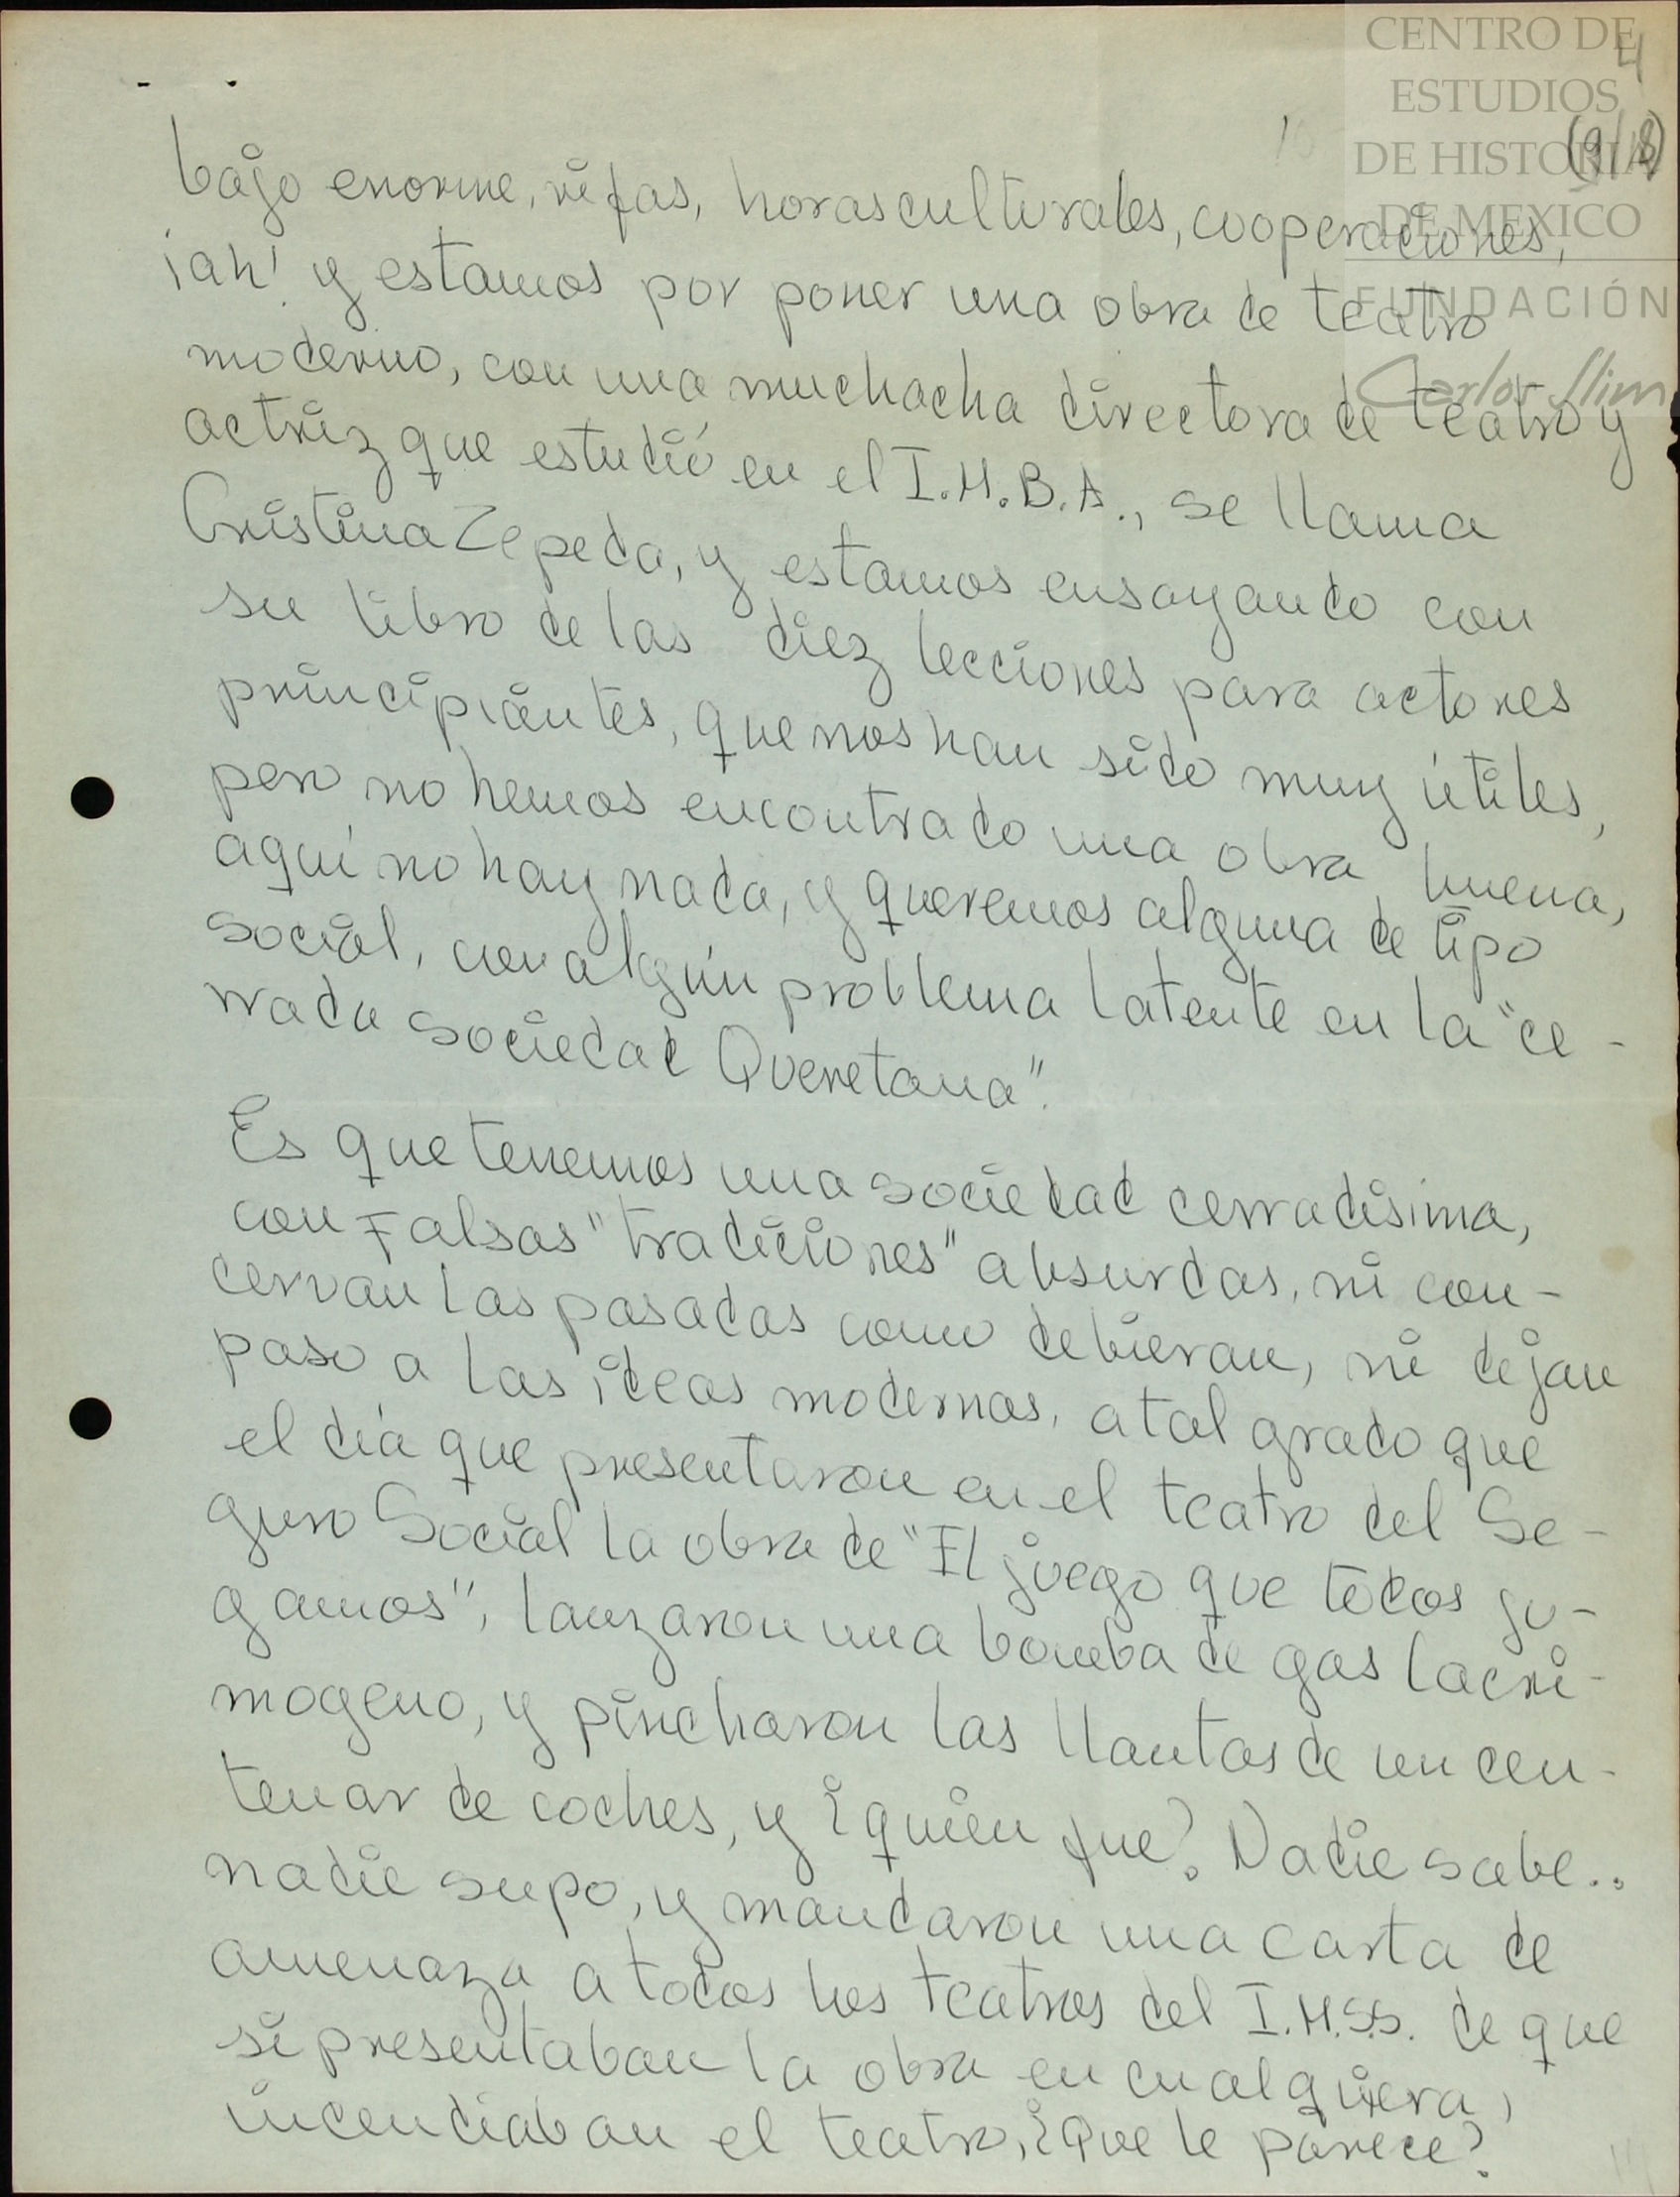 CENTRO DE
ESTUDIOS
DE HISTORIA
DE MEXICO
FUNDACIÓN
Carlos Slim
4
bajo enorme, rifas, horas culturales, cooperaciones,
¡ah! y estamos por poner una obra de teatro
moderno, con una muchacha directora de teatro y
actriz que estudió en el I.N.B.A., se llama
Cristina Zepeda, y estamos ensayando con
su libro de las diez lecciones para actores
principiantes, que nos han sido muy útiles,
pero no hemos encontrado una obra buena,
aquí no hay nada, y queremos alguna de tipo
social, con algún problema latente en la "ce-
rrada sociedad Queretana".
Es que tenemos una sociedad cerradísima,
con Falsas "tradiciones" absurdas, ni con-
cervan las pasadas como debieran, ni dejan
paso a las ideas modernas, a tal grado que
el día que presentaron en el teatro del Se-
guro Social la obra de "El juego que todos ju-
gamos", lanzaron una bomba de gas lacri-
mogeno, y pincharon las llantas de un cen-
tenar de coches, y ¿quién fue? Nadie sabe..
nadie supo, y mandaron una carta de
amenaza a todos los teatros del I.M.S.S. de que
si presentaban la obra en cualquiera,
incendiaban el teatro, ¿Que le parece?